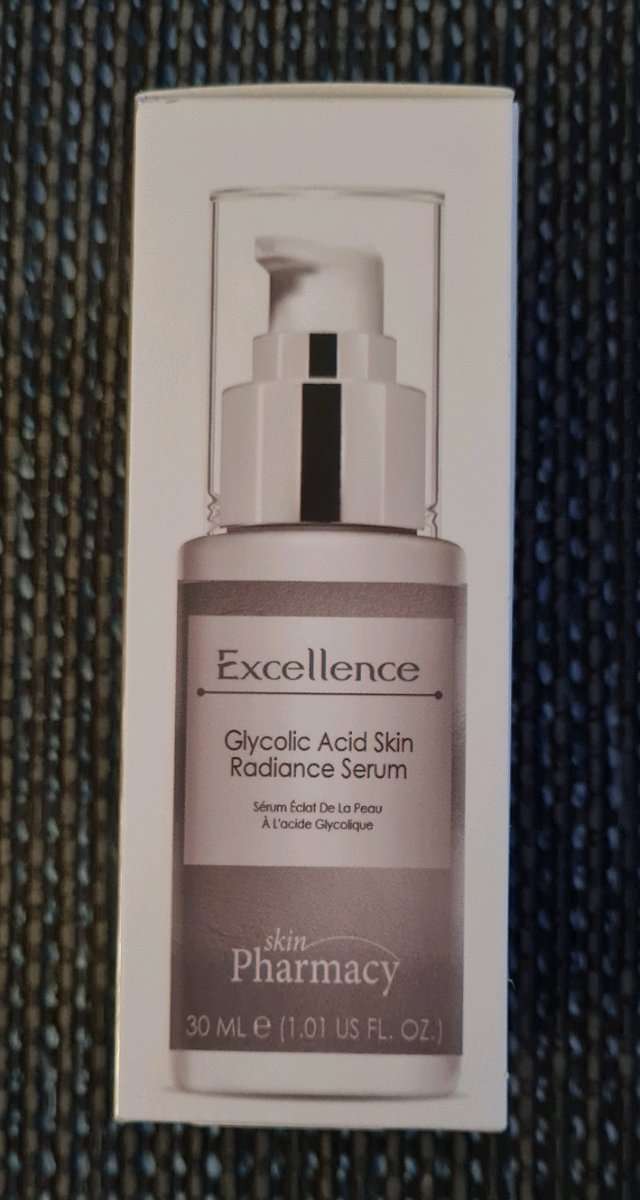 Excellence
Glycolic Acid Skin
Radiance Serum
Sérum Éclat De La Peau
À L'acide Glycolique
skin
Pharmacy
30 ML e (1.01 US FL. OZ.)